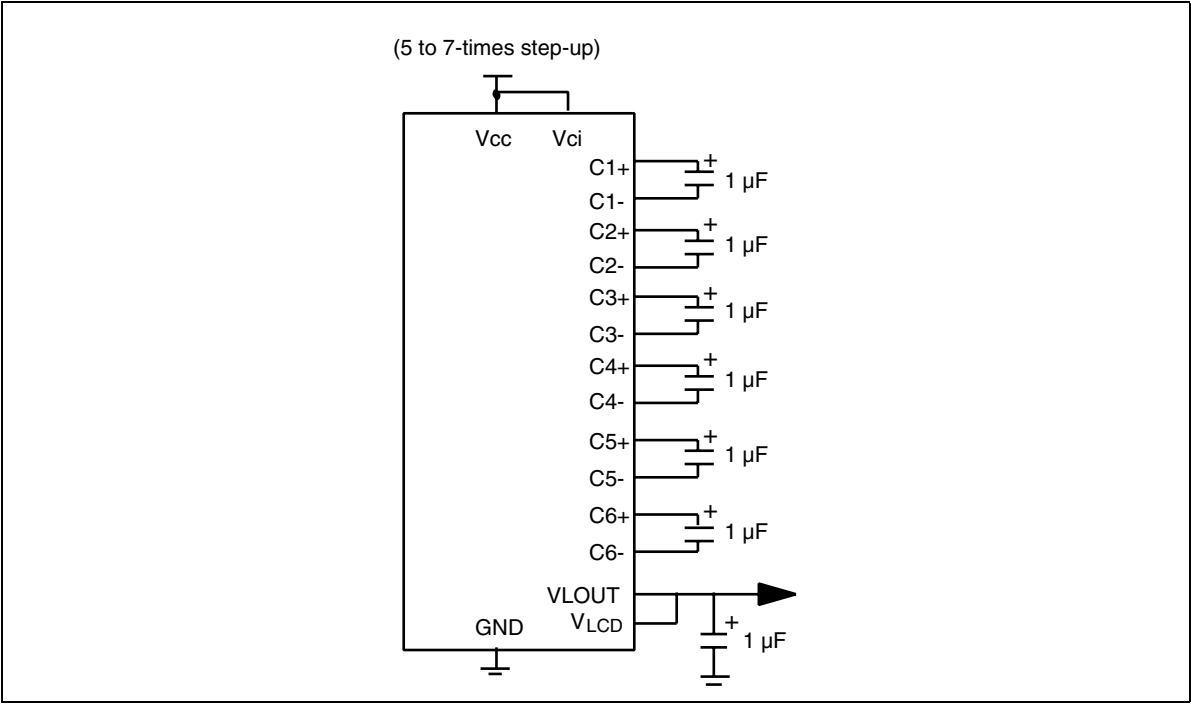 (5 to 7-times step-up)
Vcc Vci
C1+
+
1 µF
C1-
C2+
+
1 µF
C2-
C3+
+
1 µF
C3-
C4+
+
1 µF
C4-
C5+
+
1 µF
C5-
C6+
+
1 µF
C6-
VLOUT
VLCD
GND
+
1 µF